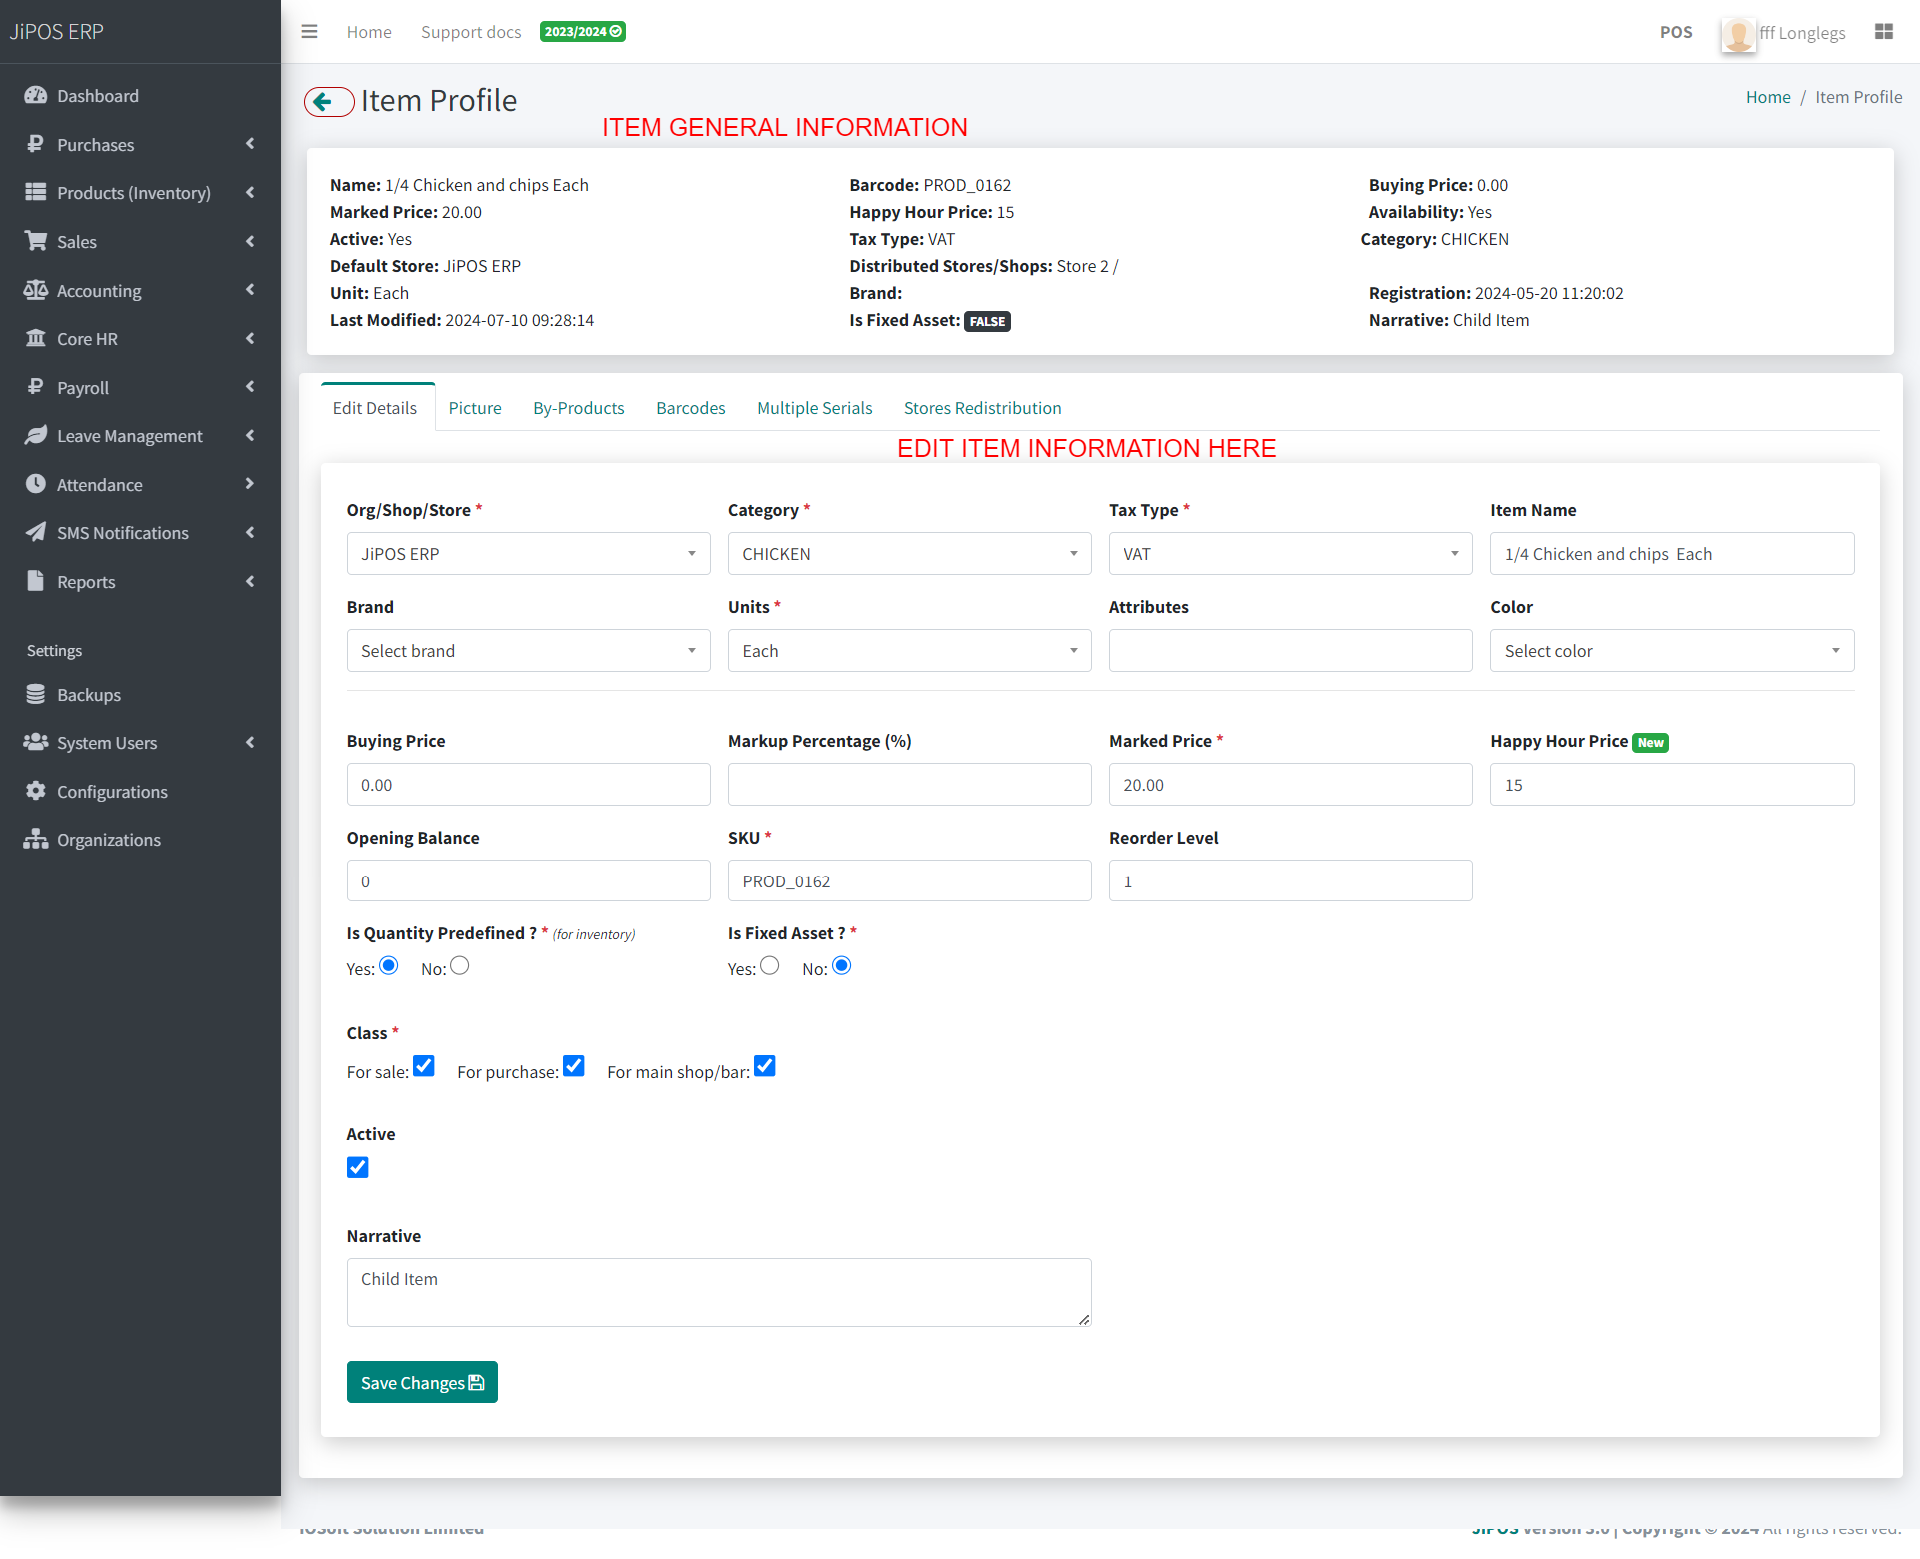 JiPOS ERP
Home Support docs 2023/2024 POS fff Longlegs
Dashboard
Purchases
Products (Inventory)
Sales
Accounting
Core HR
Payroll
Leave Management
Attendance
SMS Notifications
Reports
Settings
Backups
System Users
Configurations
Organizations
Item Profile
Home / Item Profile
ITEM GENERAL INFORMATION
Name: 1/4 Chicken and chips Each Barcode: PROD_0162 Buying Price: 0.00
Marked Price: 20.00 Happy Hour Price: 15 Availability: Yes
Active: Yes Tax Type: VAT Category: CHICKEN
Default Store: JiPOS ERP Distributed Stores/Shops: Store 2 /
Unit: Each Brand: Registration: 2024-05-20 11:20:02
Last Modified: 2024-07-10 09:28:14 Is Fixed Asset: FALSE Narrative: Child Item
Edit Details Picture By-Products Barcodes Multiple Serials Stores Redistribution
EDIT ITEM INFORMATION HERE
Org/Shop/Store * Category * Tax Type * Item Name
JiPOS ERP CHICKEN VAT 1/4 Chicken and chips  Each
Brand Units * Attributes Color
Select brand Each Select color
Buying Price Markup Percentage (%) Marked Price * Happy Hour Price New
0.00 20.00 15
Opening Balance SKU * Reorder Level
0 PROD_0162 1
Is Quantity Predefined ? * (for inventory) Is Fixed Asset ? *
Yes: No: Yes: No:
Class *
For sale: For purchase: For main shop/bar:
Active
Narrative
Child Item
Save Changes
Solution Limited JiPOS Version 3.0 | Copyright © 2024 All rights reserved.